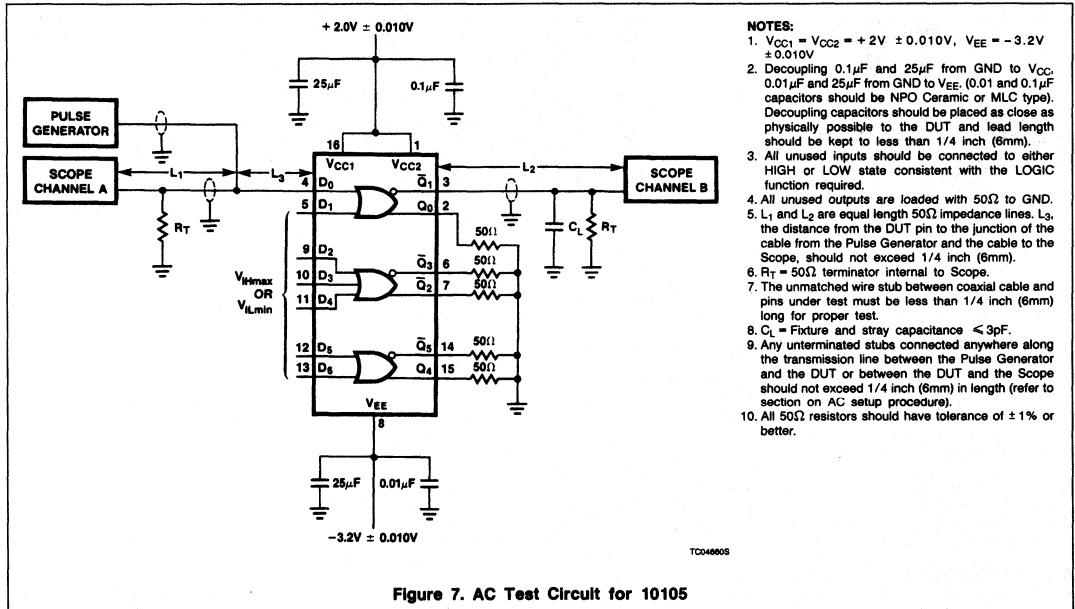 + 2.0V ± 0.010V
25μF
0.1μF
PULSE
GENERATOR
SCOPE
CHANNEL A
L₁
L₃
R_T
16
1
V_CC1
V_CC2
L₂
SCOPE
CHANNEL B
4 D₀
5 D₁
Q̅₁ 3
Q₀ 2
C_L
R_T
50Ω
9 D₂
10 D₃
11 D₄
Q̅₃ 6
50Ω
Q̅₂ 7
50Ω
V_IHmax
OR
V_ILmin
12 D₅
13 D₆
Q̅₅ 14
50Ω
Q₄ 15
50Ω
V_EE
8
25μF
0.01μF
−3.2V ± 0.010V
TC04660S
NOTES:
1. V_CC1 = V_CC2 = +2V ±0.010V, V_EE = −3.2V
±0.010V
2. Decoupling 0.1μF and 25μF from GND to V_CC,
0.01μF and 25μF from GND to V_EE. (0.01 and 0.1μF
capacitors should be NPO Ceramic or MLC type).
Decoupling capacitors should be placed as close as
physically possible to the DUT and lead length
should be kept to less than 1/4 inch (6mm).
3. All unused inputs should be connected to either
HIGH or LOW state consistent with the LOGIC
function required.
4. All unused outputs are loaded with 50Ω to GND.
5. L₁ and L₂ are equal length 50Ω impedance lines. L₃,
the distance from the DUT pin to the junction of the
cable from the Pulse Generator and the cable to the
Scope, should not exceed 1/4 inch (6mm).
6. R_T = 50Ω terminator internal to Scope.
7. The unmatched wire stub between coaxial cable and
pins under test must be less than 1/4 inch (6mm)
long for proper test.
8. C_L = Fixture and stray capacitance ⩽ 3pF.
9. Any unterminated stubs connected anywhere along
the transmission line between the Pulse Generator
and the DUT or between the DUT and the Scope
should not exceed 1/4 inch (6mm) in length (refer to
section on AC setup procedure).
10. All 50Ω resistors should have tolerance of ±1% or
better.
Figure 7. AC Test Circuit for 10105